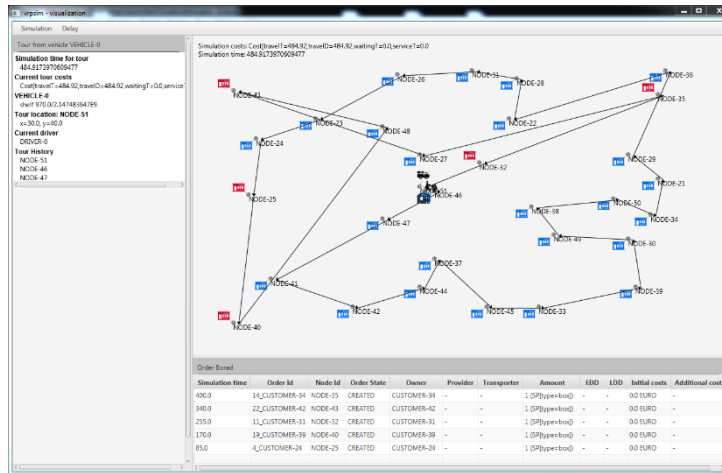 vrpsim - visualization
Simulation Delay
Tour from vehicle VEHICLE-0
Simulation time for tour
484.9173970609477
Current tour costs
Cost[travelT=484.92,travelD=484.92,waitingT=0.0,service
VEHICLE-0
shelf 970.0/2.147483647E9
Tour location: NODE-51
x=30.0, y=40.0
Current driver
DRIVER-0
Tour History
NODE-51
NODE-46
NODE-47
Simulation costs: Cost[travelT=484.92,travelD=484.92,waitingT=0.0,serviceT=0.0
Simulation time: 484.9173970609477
NODE-36
NODE-31
NODE-26
NODE-28
NODE-35
NODE-23
NODE-48
NODE-22
NODE-24
NODE-27
NODE-29
NODE-32
NODE-21
NODE-46
NODE-25
NODE-50
NODE-38
NODE-34
NODE-47
NODE-49
NODE-30
NODE-37
NODE-41
NODE-44
NODE-39
NODE-42
NODE-45
NODE-33
NODE-40
Order Borad
Simulation time Order Id Node Id Order State Owner Provider Transporter Amount EDD LDD Initial costs Additional cost
400.0 14_CUSTOMER-34 NODE-35 CREATED CUSTOMER-34 - - 1 (SP[type=box]) - - 0.0 EURO -
340.0 22_CUSTOMER-42 NODE-43 CREATED CUSTOMER-42 - - 1 (SP[type=box]) - - 0.0 EURO -
255.0 11_CUSTOMER-31 NODE-32 CREATED CUSTOMER-31 - - 1 (SP[type=box]) - - 0.0 EURO -
170.0 19_CUSTOMER-39 NODE-40 CREATED CUSTOMER-39 - - 1 (SP[type=box]) - - 0.0 EURO -
85.0 4_CUSTOMER-24 NODE-25 CREATED CUSTOMER-24 - - 1 (SP[type=box]) - - 0.0 EURO -